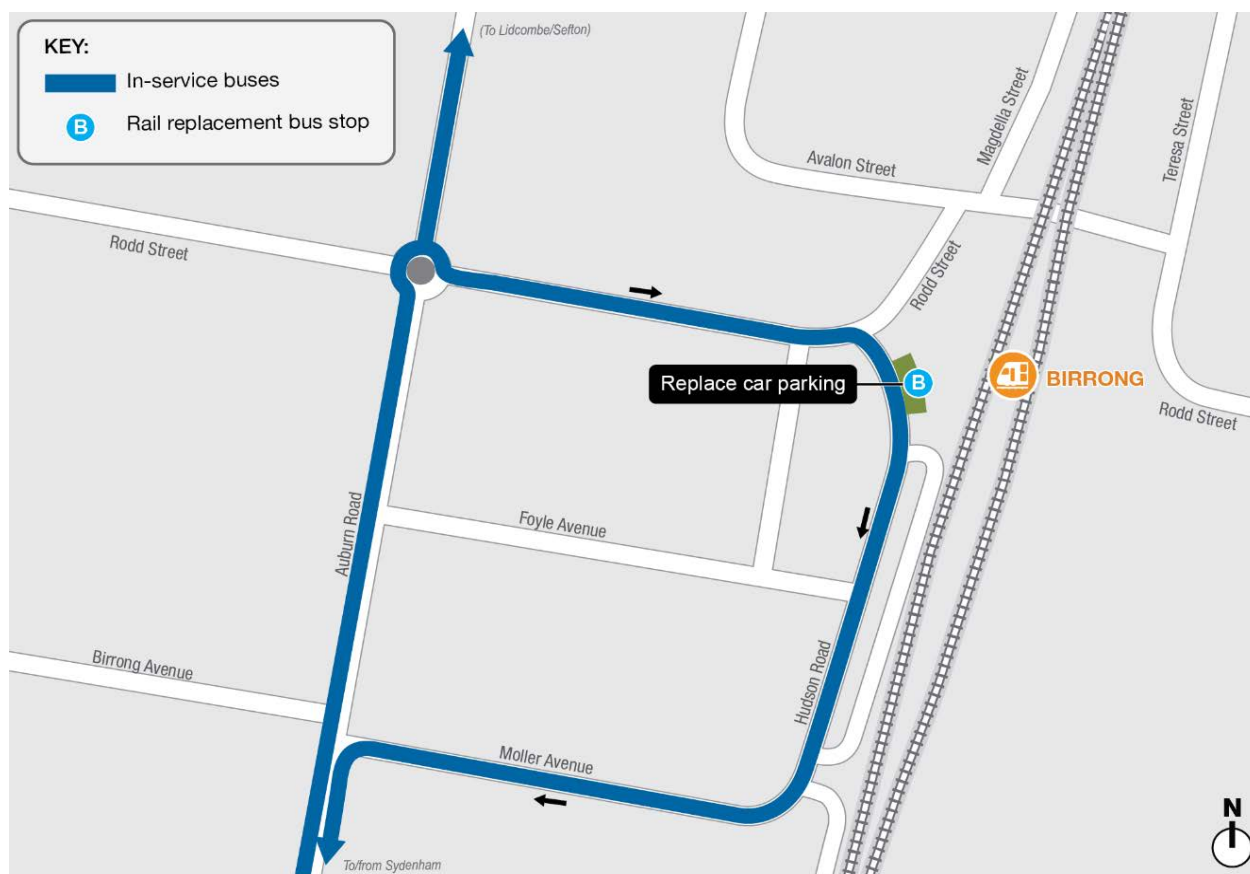 KEY:
In-service buses
B
Rail replacement bus stop
(To Lidcombe/Sefton)
Magdella Street
Teresa Street
Avalon Street
Rodd Street
Rodd Street
Replace car parking
B
BIRRONG
Rodd Street
Auburn Road
Foyle Avenue
Birrong Avenue
Hudson Road
Moller Avenue
To/from Sydenham
N